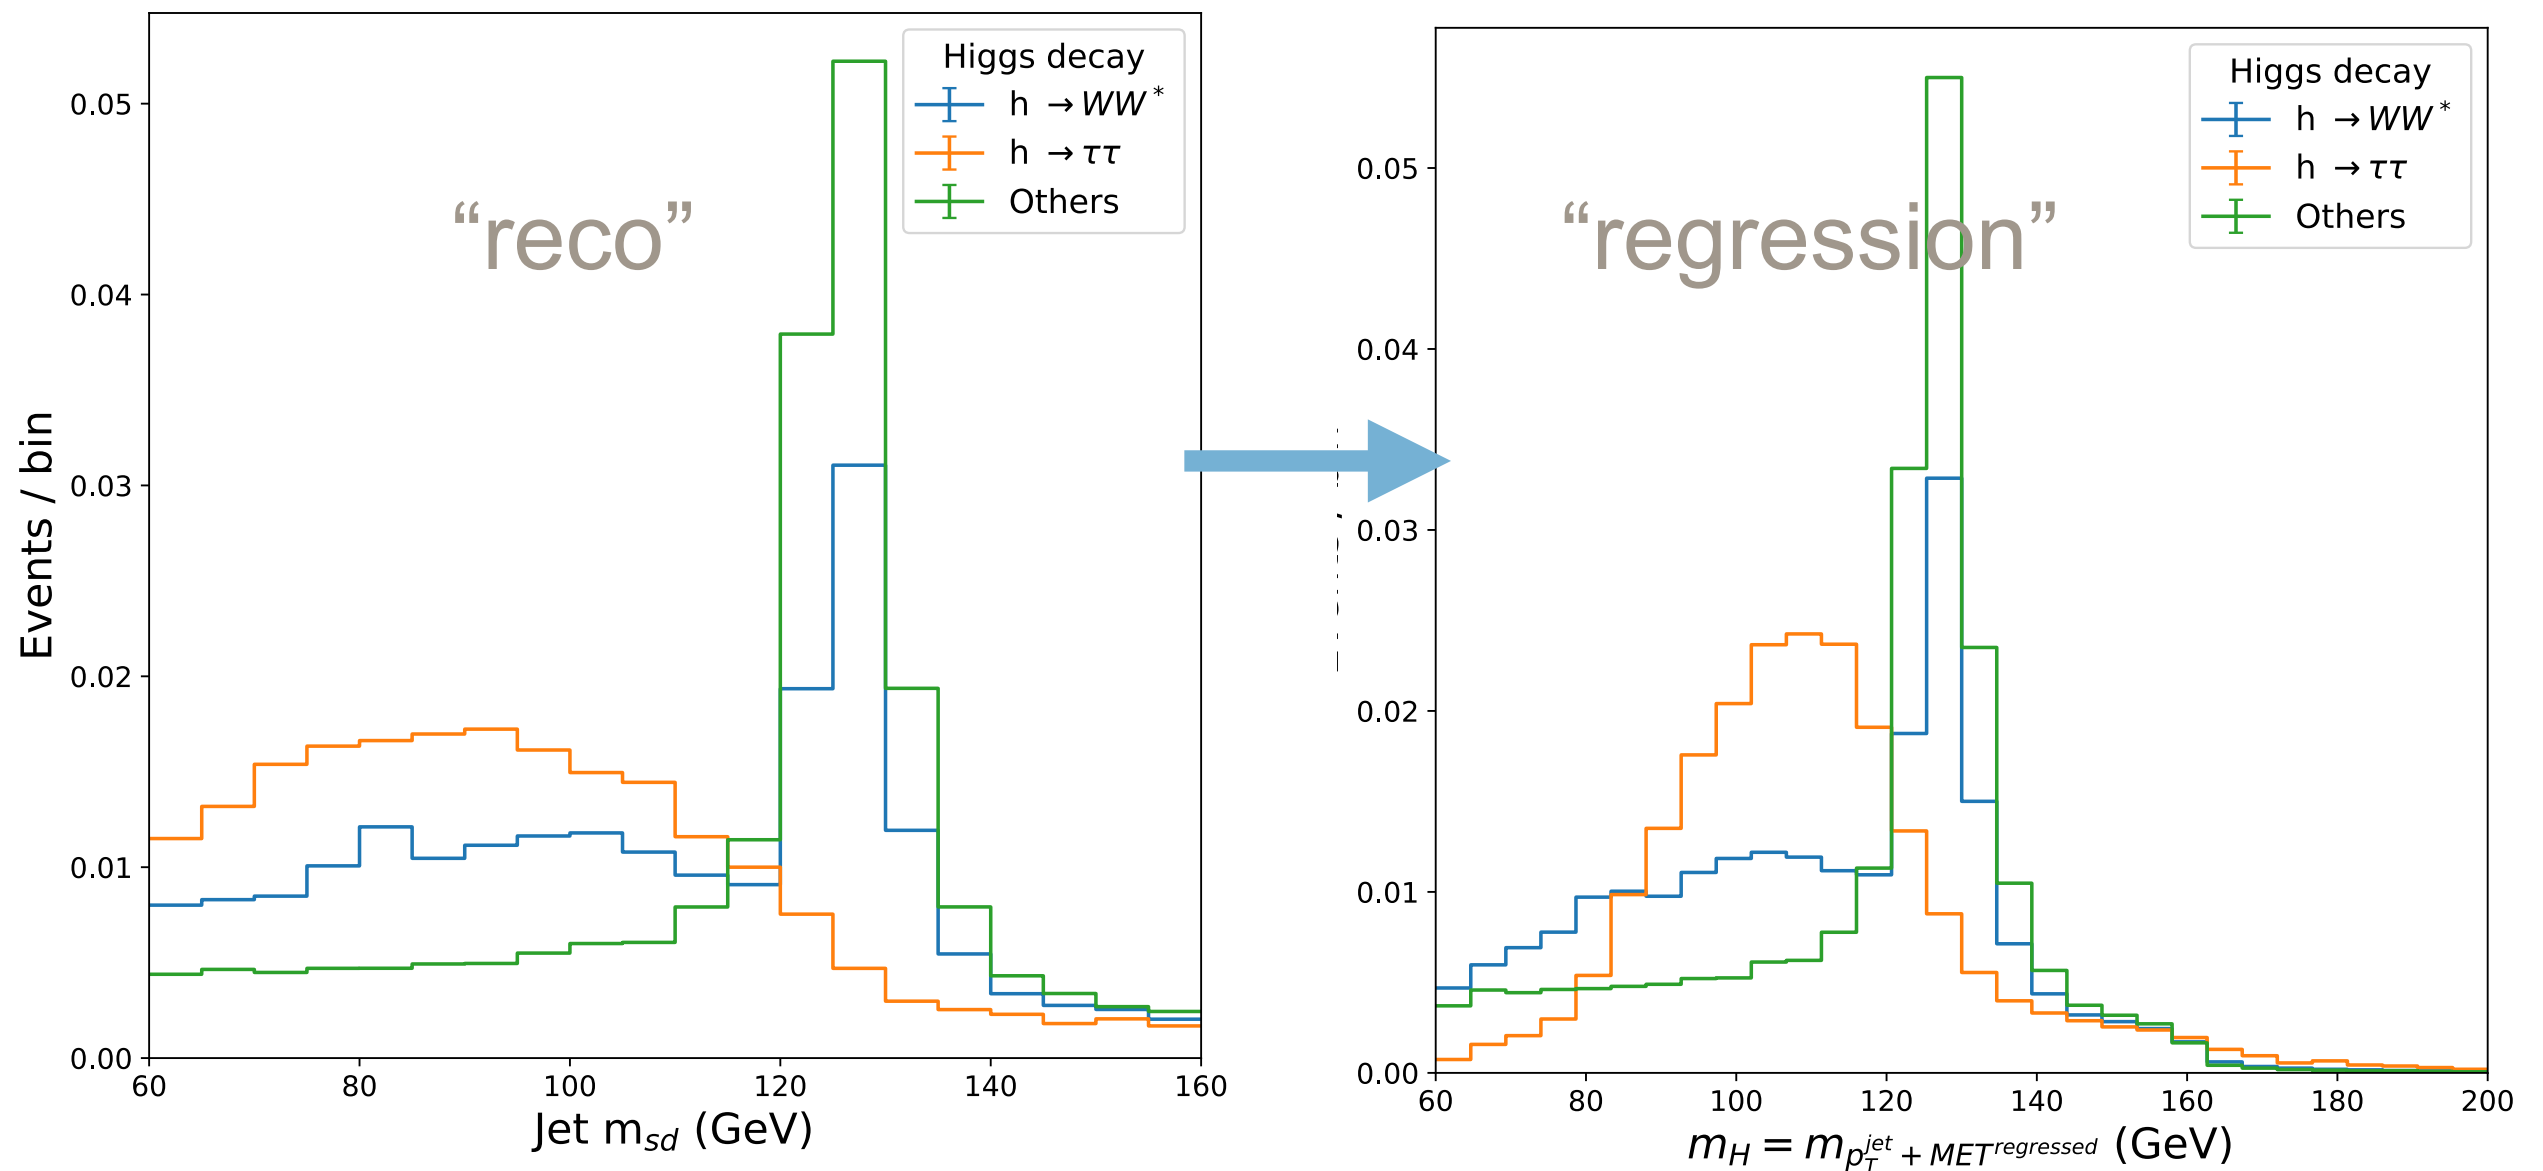 Events / bin
0.05
0.04
0.03
0.02
0.01
0.00
60 80 100 120 140 160
Jet m_sd (GeV)
“reco”
Higgs decay
h → WW*
h → ττ
Others
0.05
0.04
0.03
0.02
0.01
0.00
60 80 100 120 140 160 180 200
m_H = m_{p_T^{jet} + MET^{regressed}} (GeV)
“regression”
Higgs decay
h → WW*
h → ττ
Others